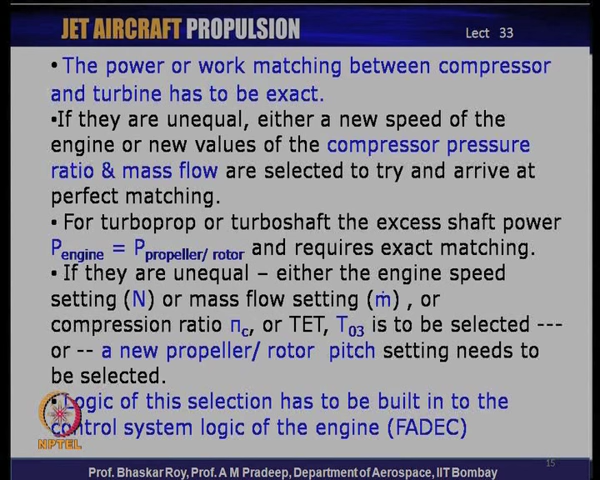 JET AIRCRAFT PROPULSION Lect 33
• The power or work matching between compressor
and turbine has to be exact.
•If they are unequal, either a new speed of the
engine or new values of the compressor pressure
ratio & mass flow are selected to try and arrive at
perfect matching.
• For turboprop or turboshaft the excess shaft power
Pengine = Ppropeller/ rotor and requires exact matching.
• If they are unequal – either the engine speed
setting (N) or mass flow setting (ṁ) , or
compression ratio πc, or TET, T03 is to be selected ---
or -- a new propeller/ rotor pitch setting needs to
be selected.
• Logic of this selection has to be built in to the
control system logic of the engine (FADEC)
NPTEL
15
Prof. Bhaskar Roy, Prof. A M Pradeep, Department of Aerospace, IIT Bombay